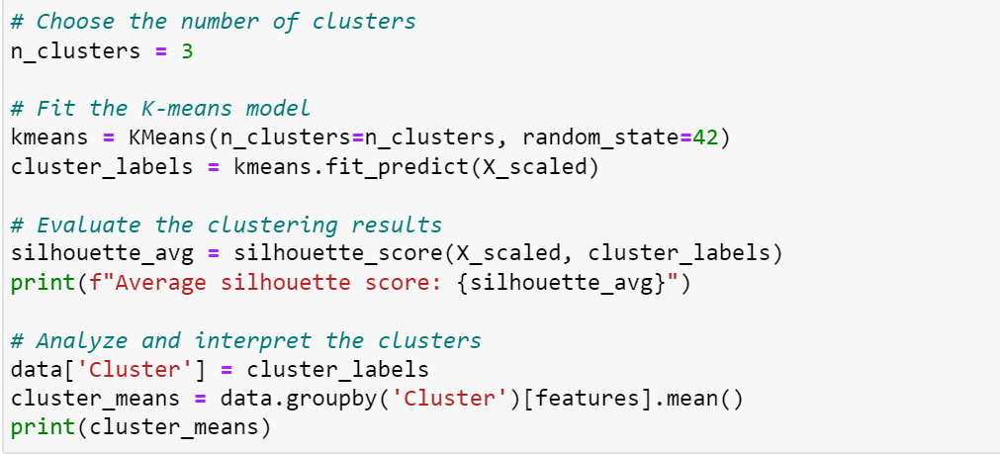 # Choose the number of clusters
n_clusters = 3
# Fit the K-means model
kmeans = KMeans(n_clusters=n_clusters, random_state=42)
cluster_labels = kmeans.fit_predict(X_scaled)
# Evaluate the clustering results
silhouette_avg = silhouette_score(X_scaled, cluster_labels)
print(f"Average silhouette score: {silhouette_avg}")
# Analyze and interpret the clusters
data['Cluster'] = cluster_labels
cluster_means = data.groupby('Cluster')[features].mean()
print(cluster_means)